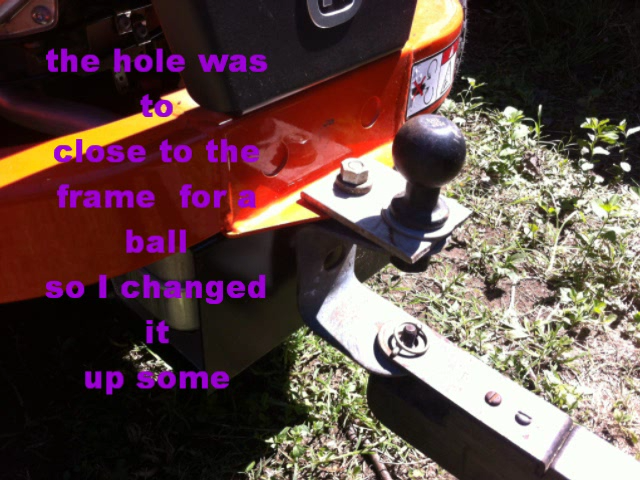 the hole was
to
close to the
frame  for a
ball
so I changed
it
up some